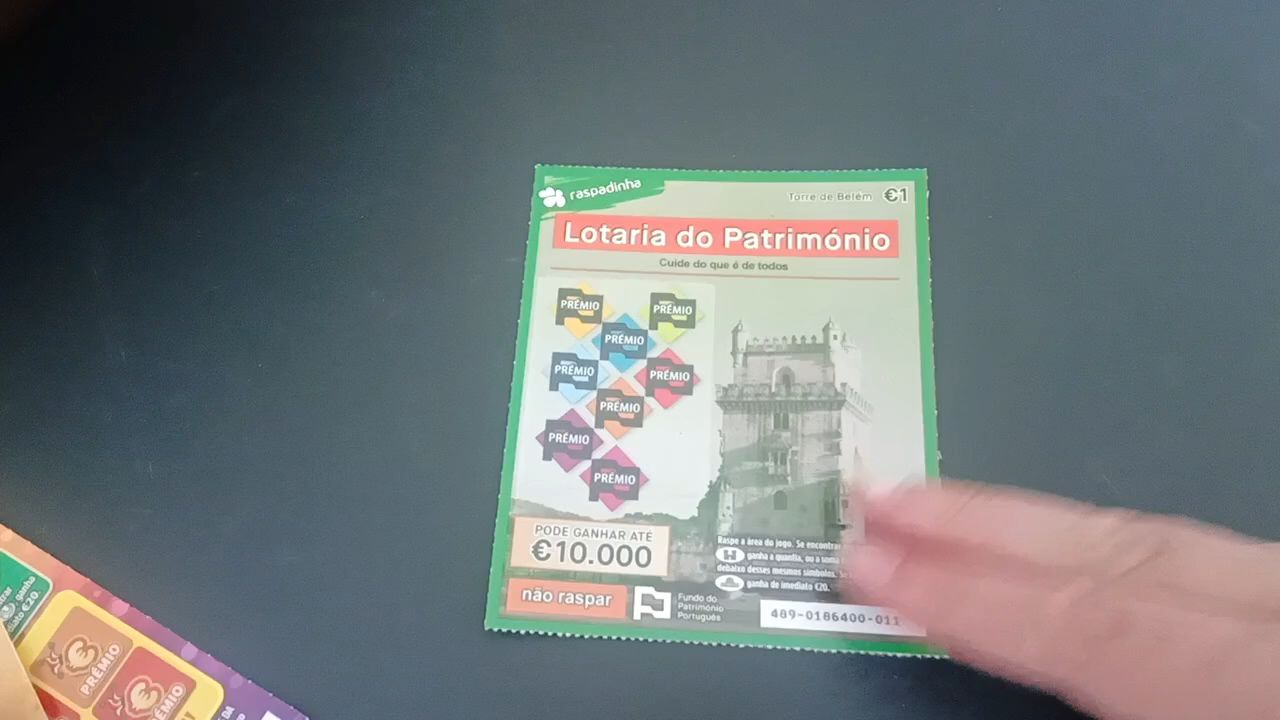 raspadinha
Torre de Belém €1
Lotaria do Património
Cuide do que é de todos
PRÉMIO
PRÉMIO
PRÉMIO
PRÉMIO
PRÉMIO
PRÉMIO
PRÉMIO
PRÉMIO
PODE GANHAR ATÉ
€10.000
não raspar
Fundo do
Património
Português
Raspe a área do jogo. Se encontrar
ganha a quantia, ou a soma
debaixo desses mesmos símbolos.
ganha de imediato €20.
489-0186400-011
ganha
€20.
PRÉMIO